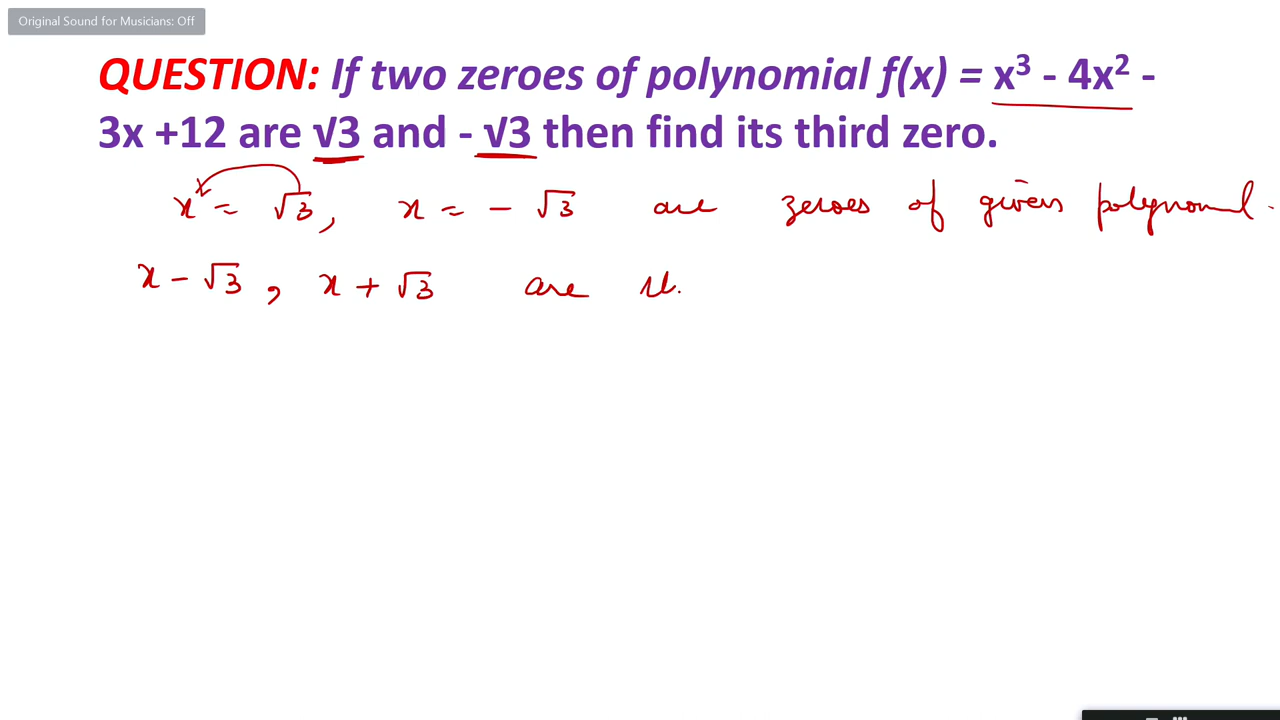 Original Sound for Musicians: Off
QUESTION: If two zeroes of polynomial f(x) = x³ - 4x² -
3x +12 are √3 and - √3 then find its third zero.
x = √3, x = - √3 are zeroes of given polynomial.
x - √3, x + √3 are